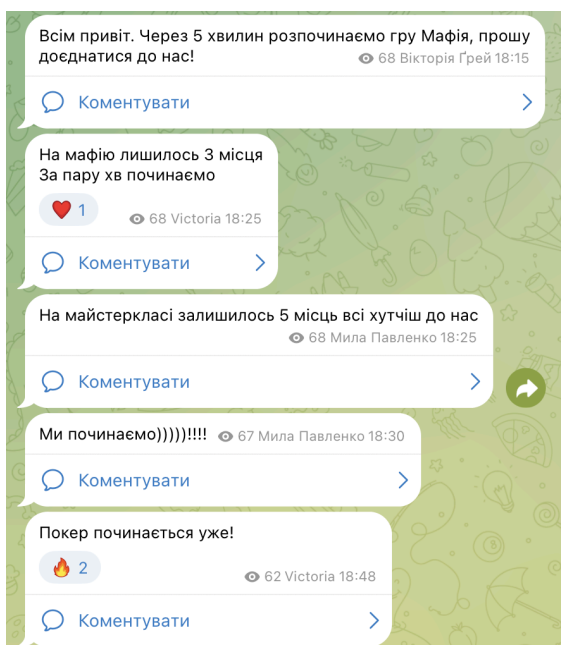 Всім привіт. Через 5 хвилин розпочинаємо гру Мафія, прошу
доєднатися до нас! 68 Вікторія Ґрей 18:15
Коментувати
На мафію лишилось 3 місця
За пару хв починаємо
1 68 Victoria 18:25
Коментувати
На майстеркласі залишилось 5 місць всі хутчіш до нас
68 Мила Павленко 18:25
Коментувати
Ми починаємо)))))!!!! 67 Мила Павленко 18:30
Коментувати
Покер починається уже!
2 62 Victoria 18:48
Коментувати